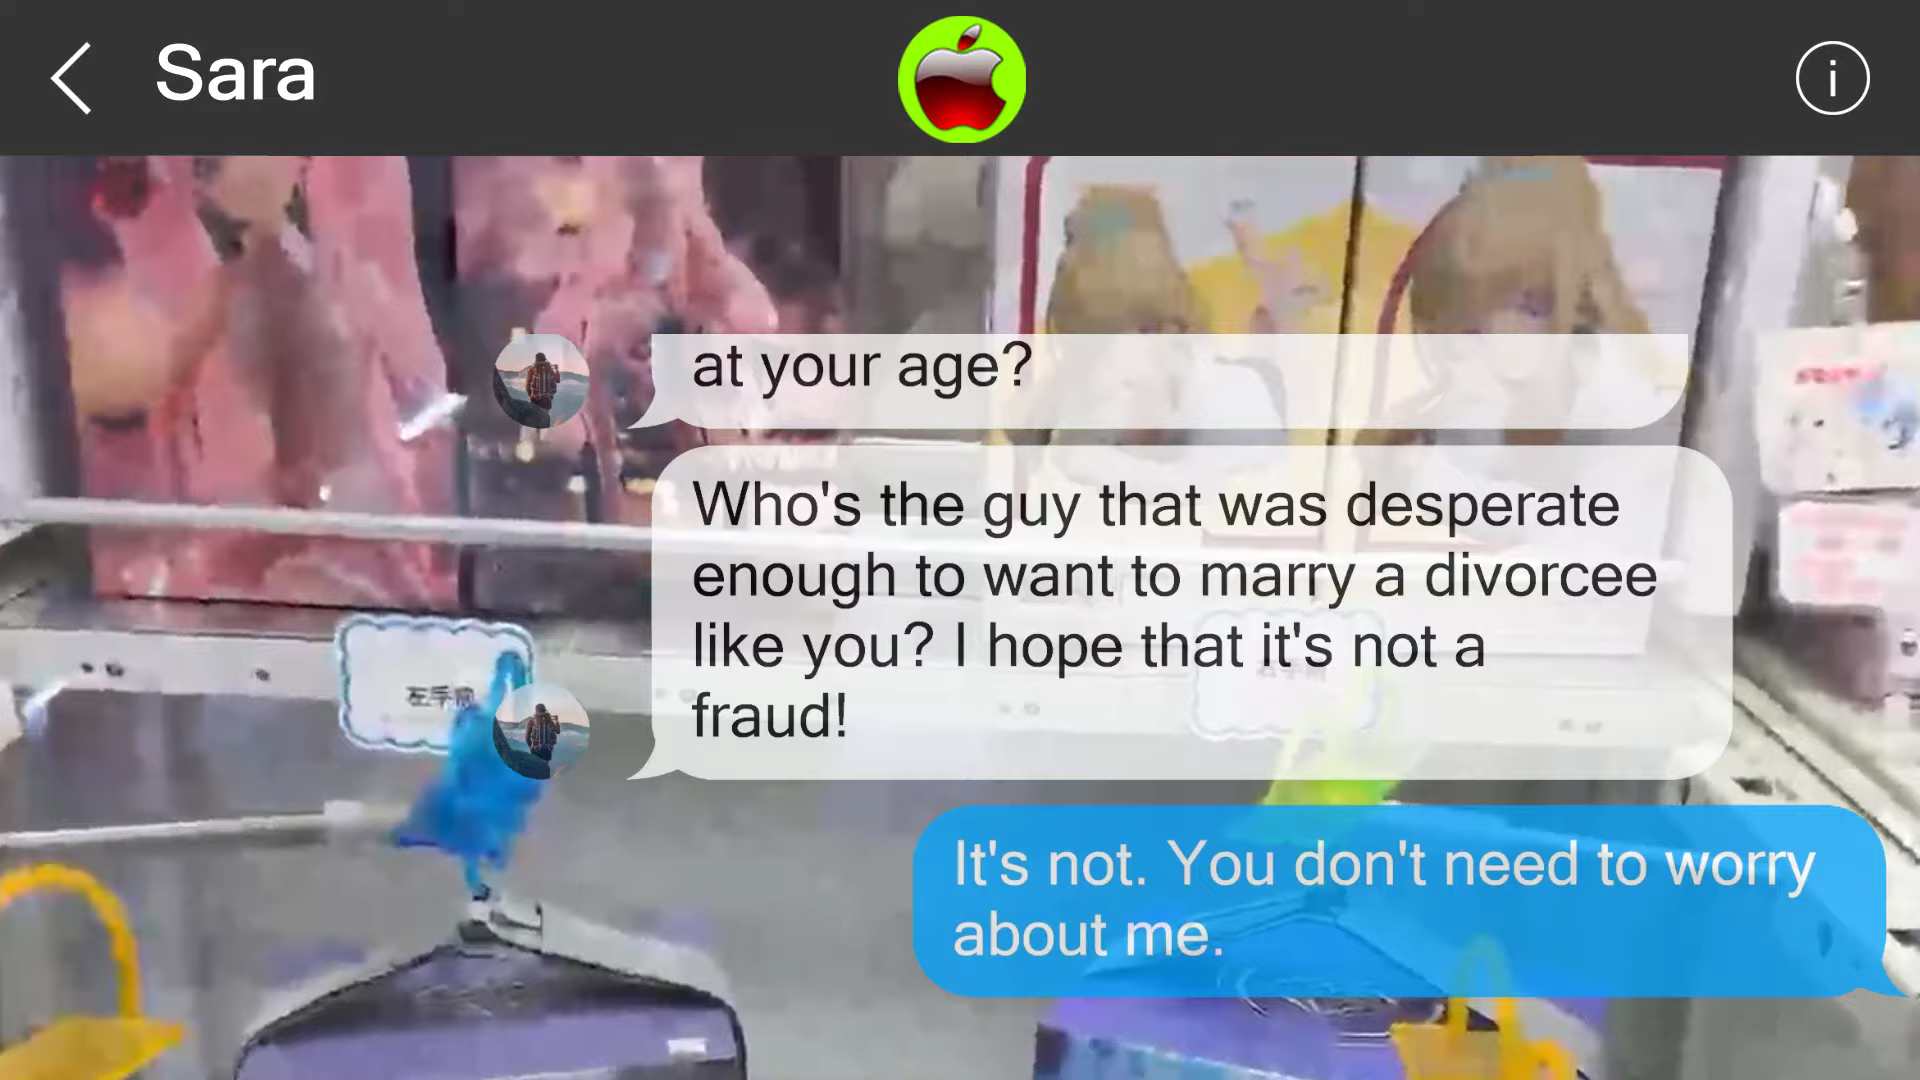 Sara
at your age?
Who's the guy that was desperate
enough to want to marry a divorcee
like you? I hope that it's not a
fraud!
It's not. You don't need to worry
about me.